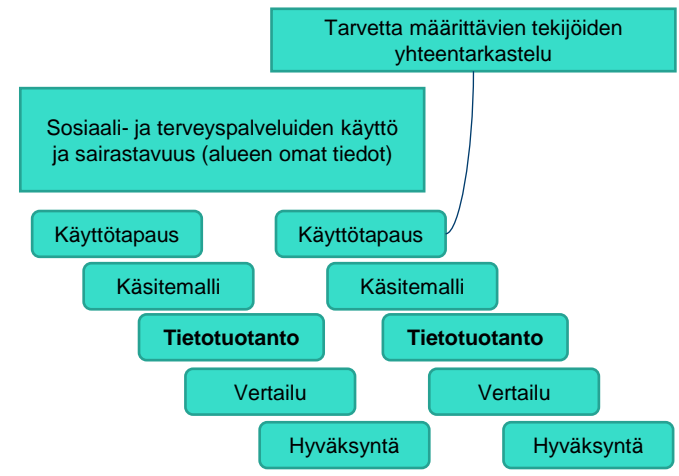 Tarvetta määrittävien tekijöiden
yhteentarkastelu
Sosiaali- ja terveyspalveluiden käyttö
ja sairastavuus (alueen omat tiedot)
Käyttötapaus
Käsitemalli
Tietotuotanto
Vertailu
Hyväksyntä
Käyttötapaus
Käsitemalli
Tietotuotanto
Vertailu
Hyväksyntä